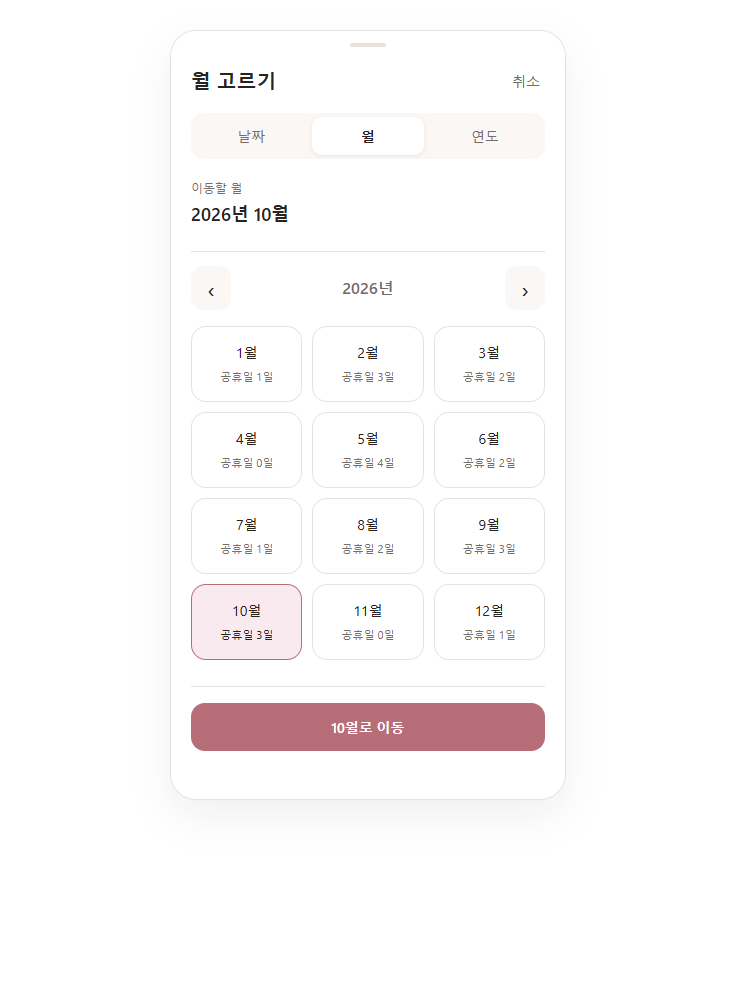 월 고르기 취소
날짜 월 연도
이동할 월
2026년 10월
‹ 2026년 ›
1월 2월 3월
공휴일 1일 공휴일 3일 공휴일 2일
4월 5월 6월
공휴일 0일 공휴일 4일 공휴일 2일
7월 8월 9월
공휴일 1일 공휴일 2일 공휴일 3일
10월 11월 12월
공휴일 3일 공휴일 0일 공휴일 1일
10월로 이동